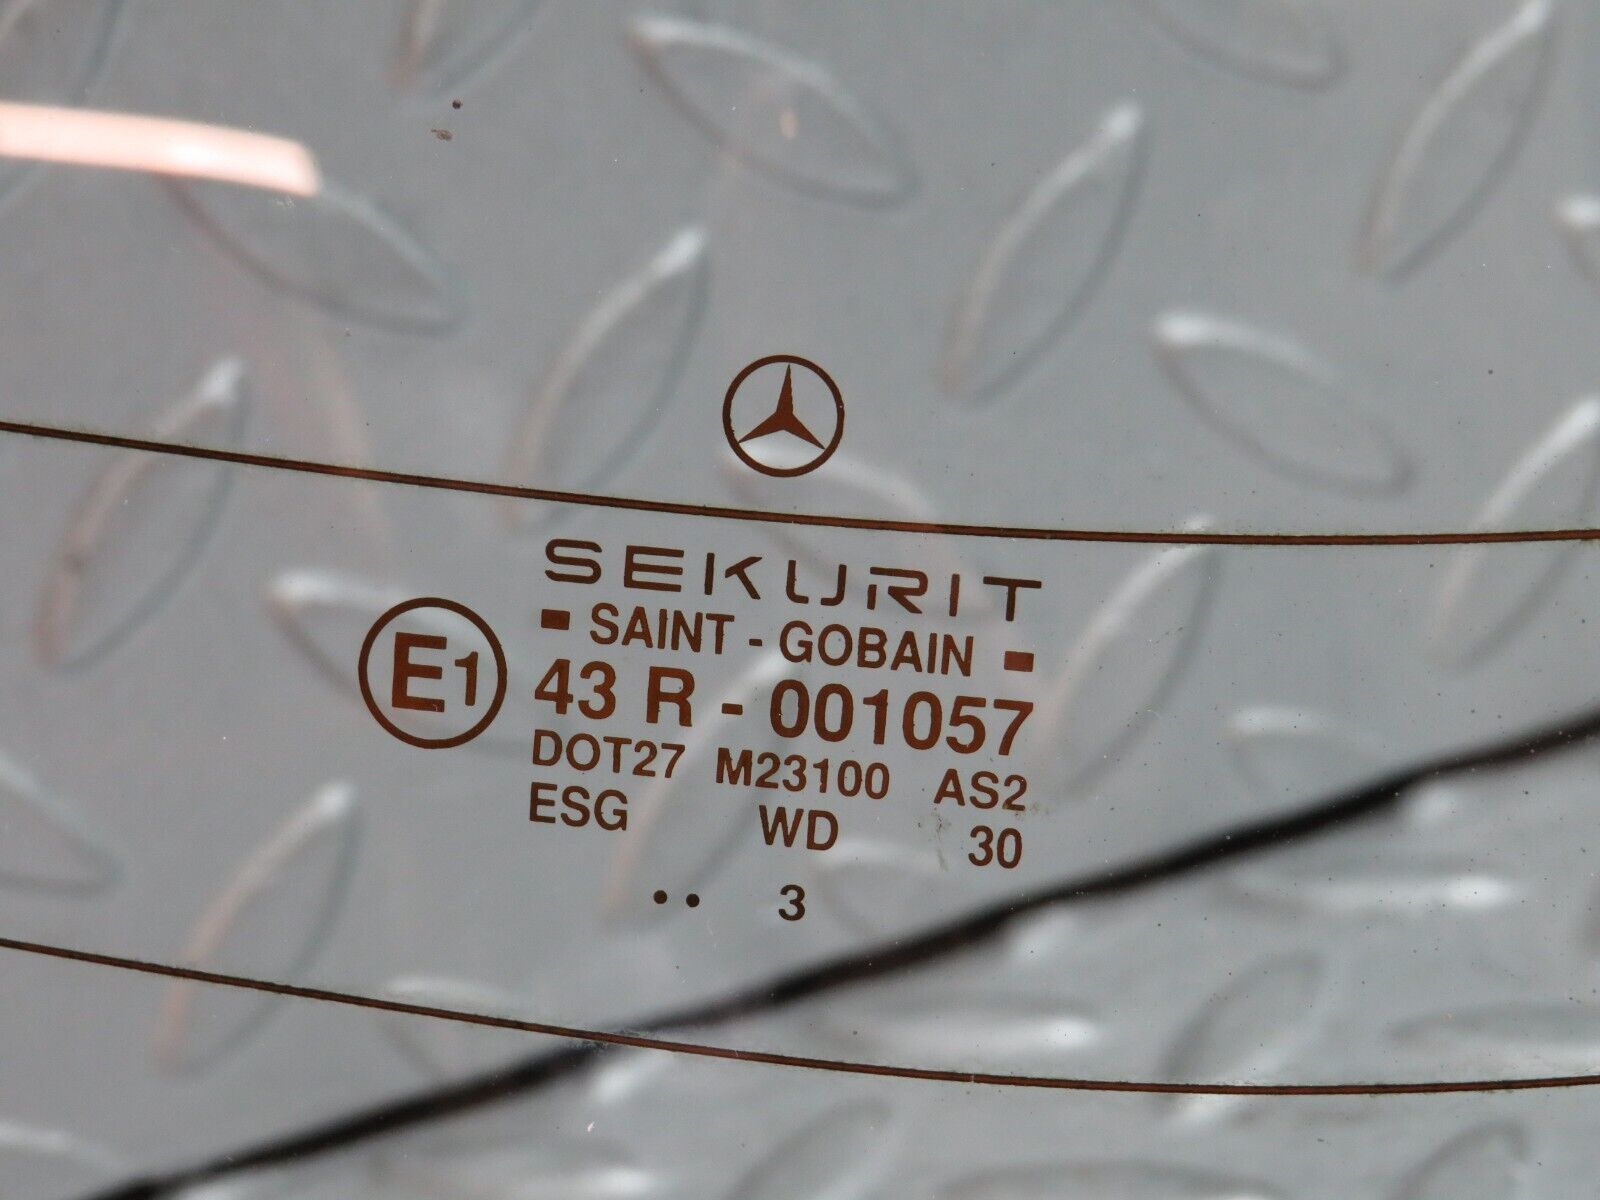 SEKURIT
SAINT - GOBAIN
E1 43 R - 001057
DOT27 M23100 AS2
ESG WD 30
.. 3